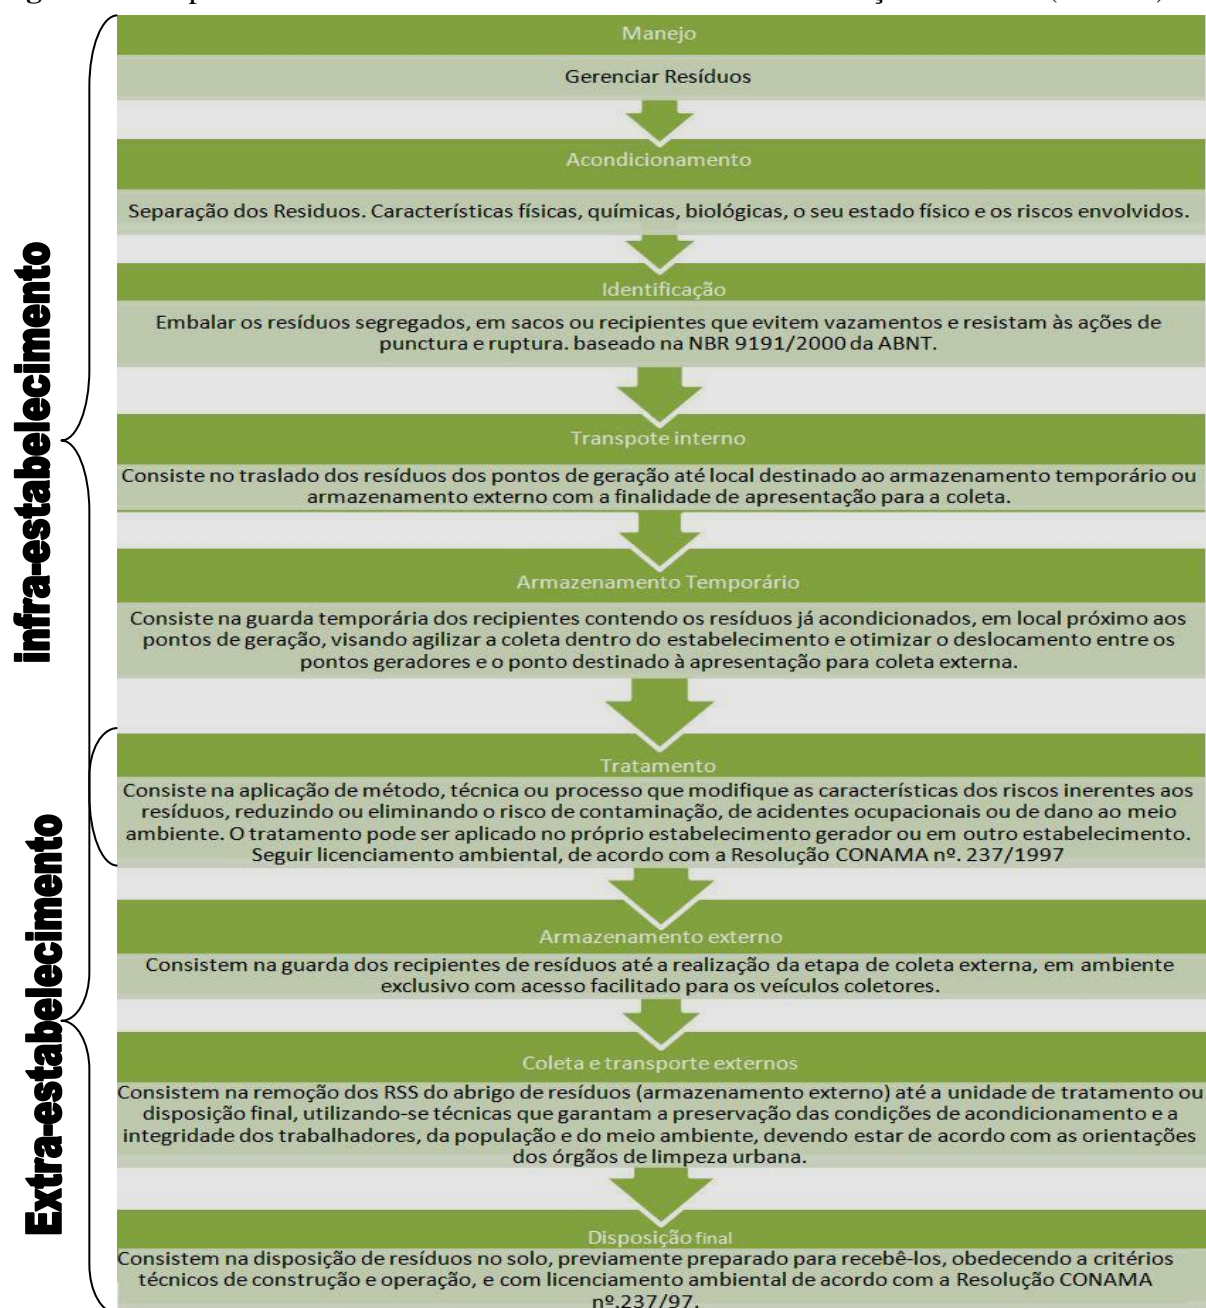 Manejo
Gerenciar Resíduos
Acondicionamento
Separação dos Residuos. Características físicas, químicas, biológicas, o seu estado físico e os riscos envolvidos.
Identificação
Embalar os resíduos segregados, em sacos ou recipientes que evitem vazamentos e resistam às ações de
punctura e ruptura. baseado na NBR 9191/2000 da ABNT.
Transpote interno
Consiste no traslado dos resíduos dos pontos de geração até local destinado ao armazenamento temporário ou
armazenamento externo com a finalidade de apresentação para a coleta.
Armazenamento Temporário
Consiste na guarda temporária dos recipientes contendo os resíduos já acondicionados, em local próximo aos
pontos de geração, visando agilizar a coleta dentro do estabelecimento e otimizar o deslocamento entre os
pontos geradores e o ponto destinado à apresentação para coleta externa.
infra-estabelecimento
Tratamento
Consiste na aplicação de método, técnica ou processo que modifique as características dos riscos inerentes aos
resíduos, reduzindo ou eliminando o risco de contaminação, de acidentes ocupacionais ou de dano ao meio
ambiente. O tratamento pode ser aplicado no próprio estabelecimento gerador ou em outro estabelecimento.
Seguir licenciamento ambiental, de acordo com a Resolução CONAMA nº. 237/1997
Armazenamento externo
Consistem na guarda dos recipientes de resíduos até a realização da etapa de coleta externa, em ambiente
exclusivo com acesso facilitado para os veículos coletores.
Coleta e transporte externos
Consistem na remoção dos RSS do abrigo de resíduos (armazenamento externo) até a unidade de tratamento ou
disposição final, utilizando-se técnicas que garantam a preservação das condições de acondicionamento e a
integridade dos trabalhadores, da população e do meio ambiente, devendo estar de acordo com as orientações
dos órgãos de limpeza urbana.
Disposição final
Consistem na disposição de resíduos no solo, previamente preparado para recebê-los, obedecendo a critérios
técnicos de construção e operação, e com licenciamento ambiental de acordo com a Resolução CONAMA
nº.237/97.
Extra-estabelecimento